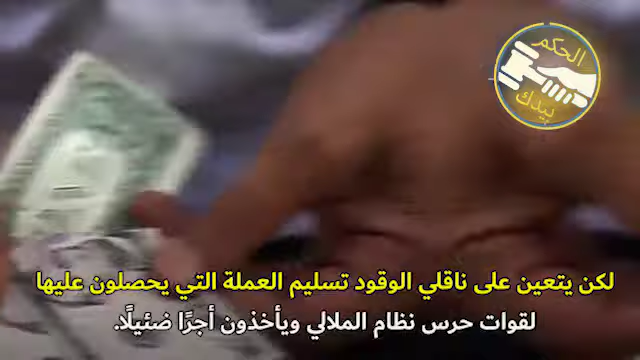 الحكم
بيدك
لكن يتعين على ناقلي الوقود تسليم العملة التي يحصلون عليها
لقوات حرس نظام الملالي ويأخذون أجرًا ضئيلًا.